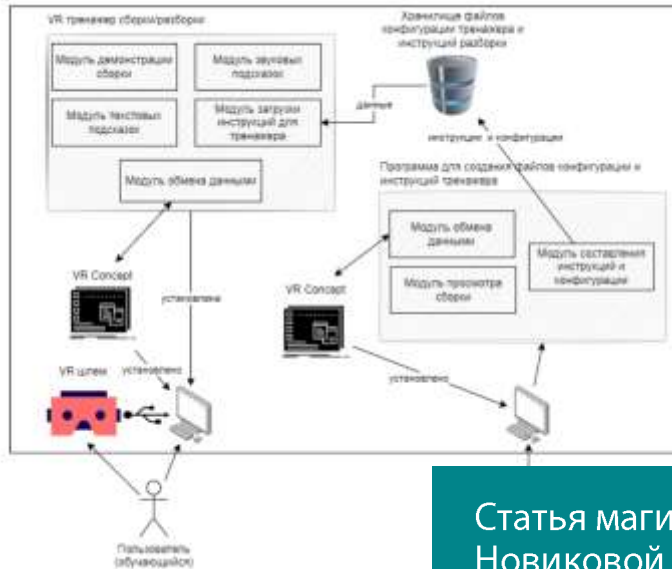 VR тренажер сборки/разборки
Модуль демонстрации
сборки
Модуль звуковых
подсказок
Модуль текстовых
подсказок
Модуль загрузки
инструкций для
тренажера
Модуль обмена данными
Хранилище файлов
конфигурации тренажера и
инструкций разборки
данные
инструкции и конфигурации
Программа для создания файлов конфигурации и
инструкций тренажера
Модуль обмена
данными
Модуль просмотра
сборки
Модуль составления
инструкций и
конфигурации
VR Concept
установлена
VR Concept
VR шлем
установлено
установлено
Пользователь
(обучающийся)
Статья маги
Новиковой